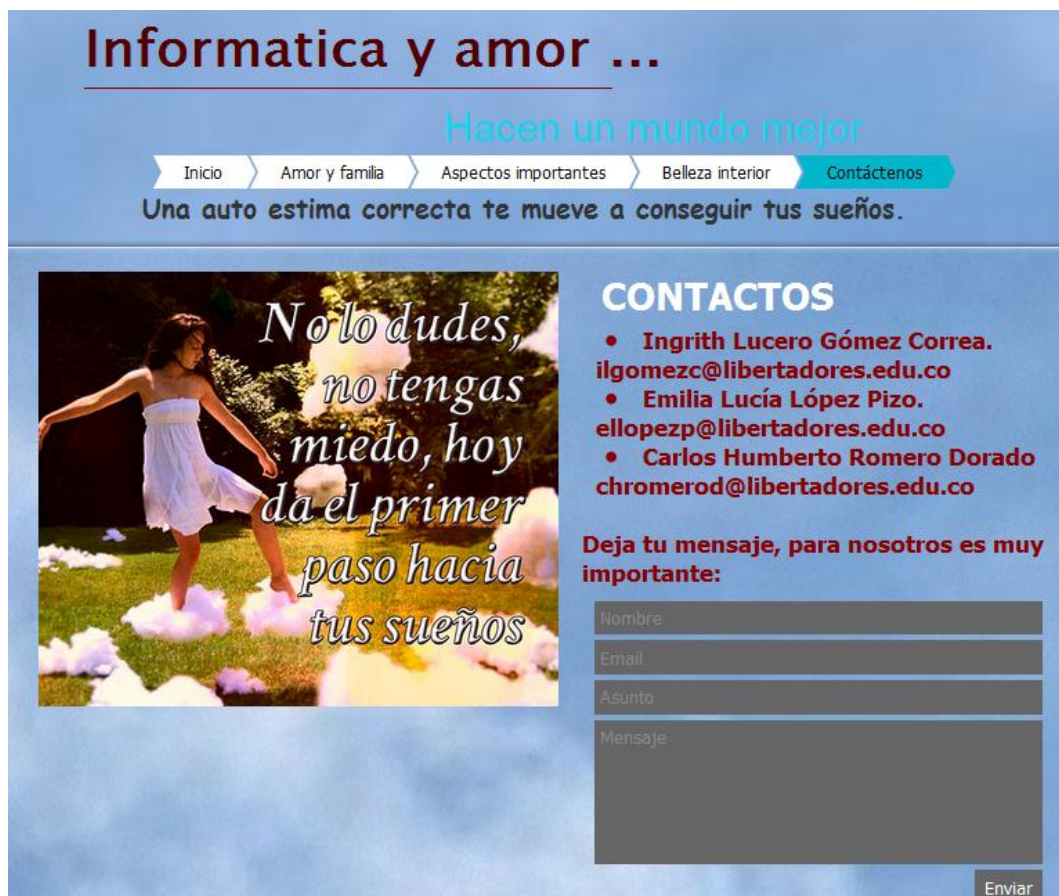 Informatica y amor ...
Hacen un mundo mejor
Inicio
Amor y familia
Aspectos importantes
Belleza interior
Contáctenos
Una auto estima correcta te mueve a conseguir tus sueños.
No lo dudes,
no tengas
miedo, hoy
da el primer
paso hacia
tus sueños
CONTACTOS
• Ingrith Lucero Gómez Correa.
ilgomezc@libertadores.edu.co
• Emilia Lucía López Pizo.
ellopezp@libertadores.edu.co
• Carlos Humberto Romero Dorado
chromerod@libertadores.edu.co
Deja tu mensaje, para nosotros es muy
importante:
Nombre
Email
Asunto
Mensaje
Enviar